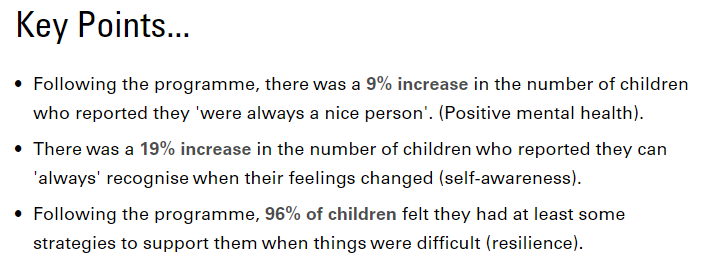 Key Points...
• Following the programme, there was a 9% increase in the number of children
who reported they 'were always a nice person'. (Positive mental health).
• There was a 19% increase in the number of children who reported they can
'always' recognise when their feelings changed (self-awareness).
• Following the programme, 96% of children felt they had at least some
strategies to support them when things were difficult (resilience).